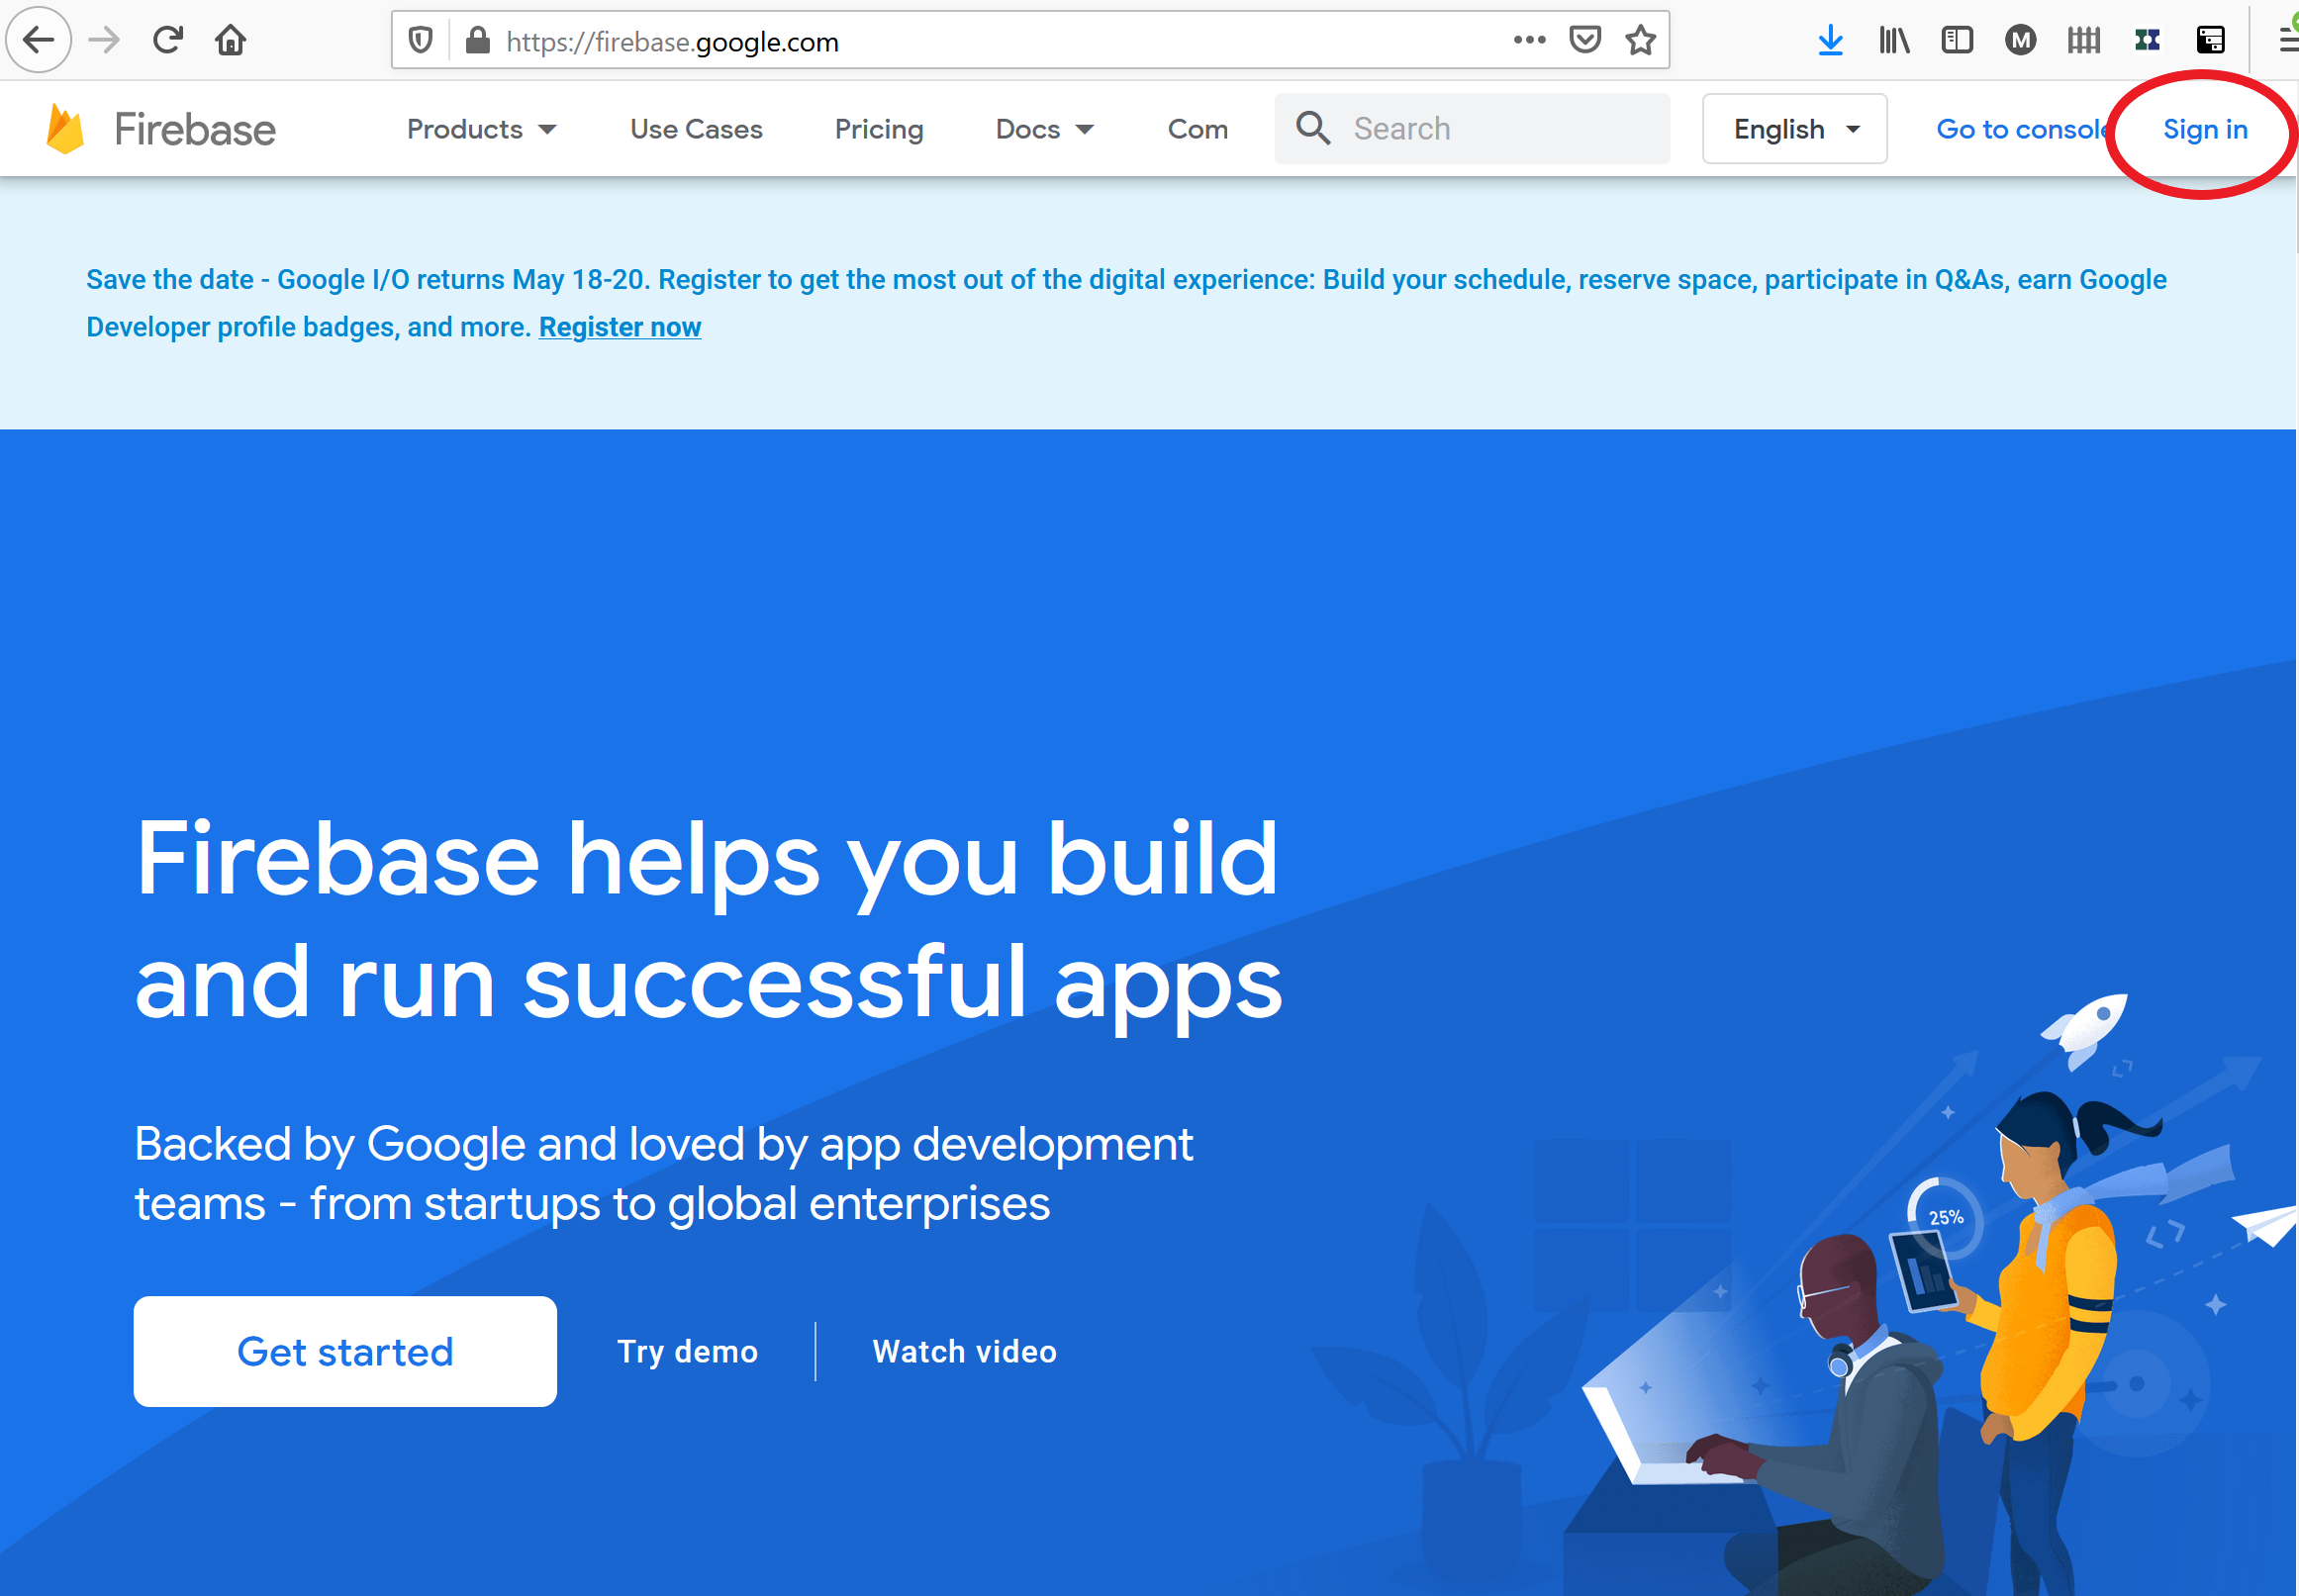 https://firebase.google.com
M
Firebase
Products
Use Cases
Pricing
Docs
Com
Search
English
Go to console
Sign in
Save the date - Google I/O returns May 18-20. Register to get the most out of the digital experience: Build your schedule, reserve space, participate in Q&As, earn Google
Developer profile badges, and more. Register now
Firebase helps you build
and run successful apps
Backed by Google and loved by app development
teams - from startups to global enterprises
25%
Get started
Try demo
Watch video